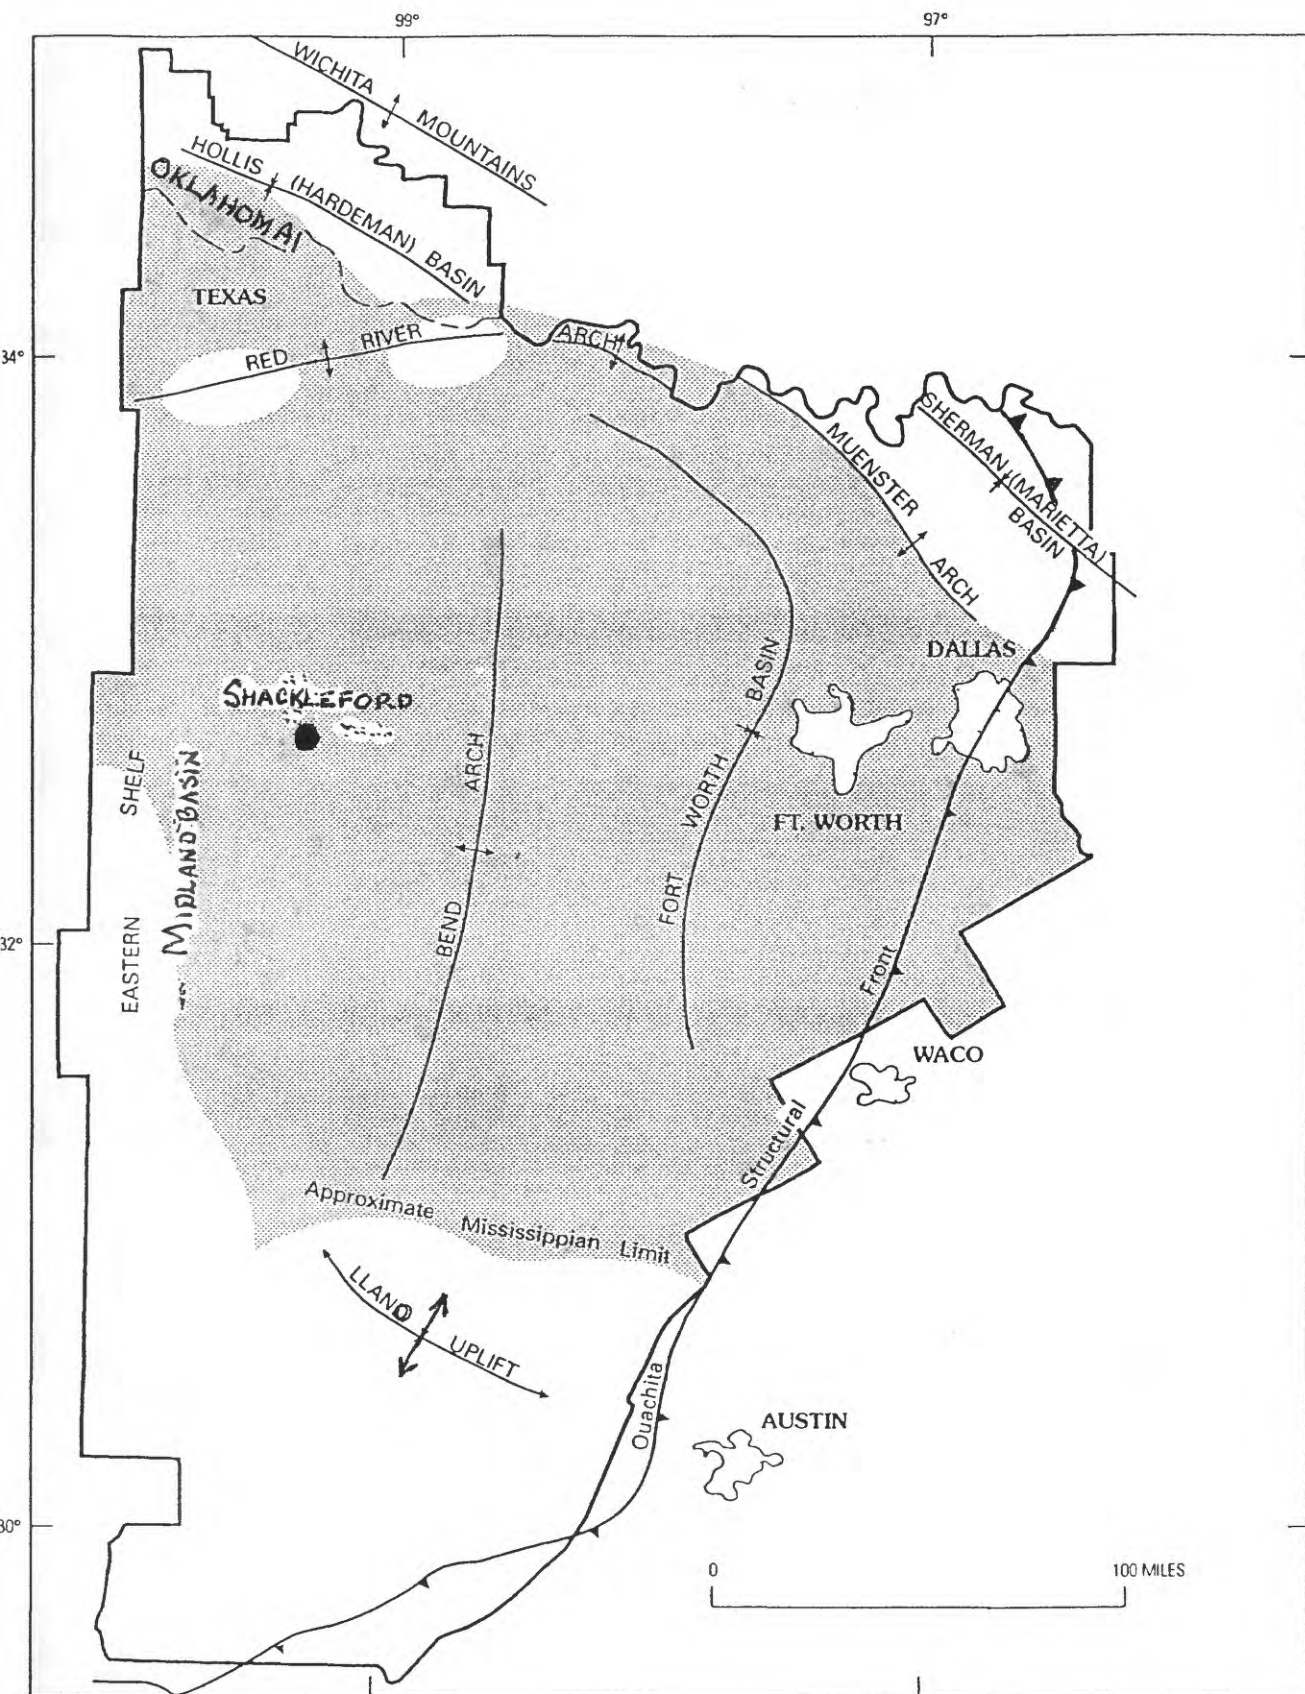 99° 97°
WICHITA MOUNTAINS
HOLLIS (HARDEMAN) BASIN
OKLAHOMA
TEXAS
RED RIVER ARCH
34°
SHERMAN (MARIETTA) BASIN
MUENSTER ARCH
DALLAS
SHACKLEFORD
FORT WORTH BASIN
BEND ARCH
EASTERN SHELF
MIDLAND BASIN
FT. WORTH
32°
WACO
Ouachita Structural Front
Approximate Mississippian Limit
LLANO UPLIFT
AUSTIN
30°
0 100 MILES